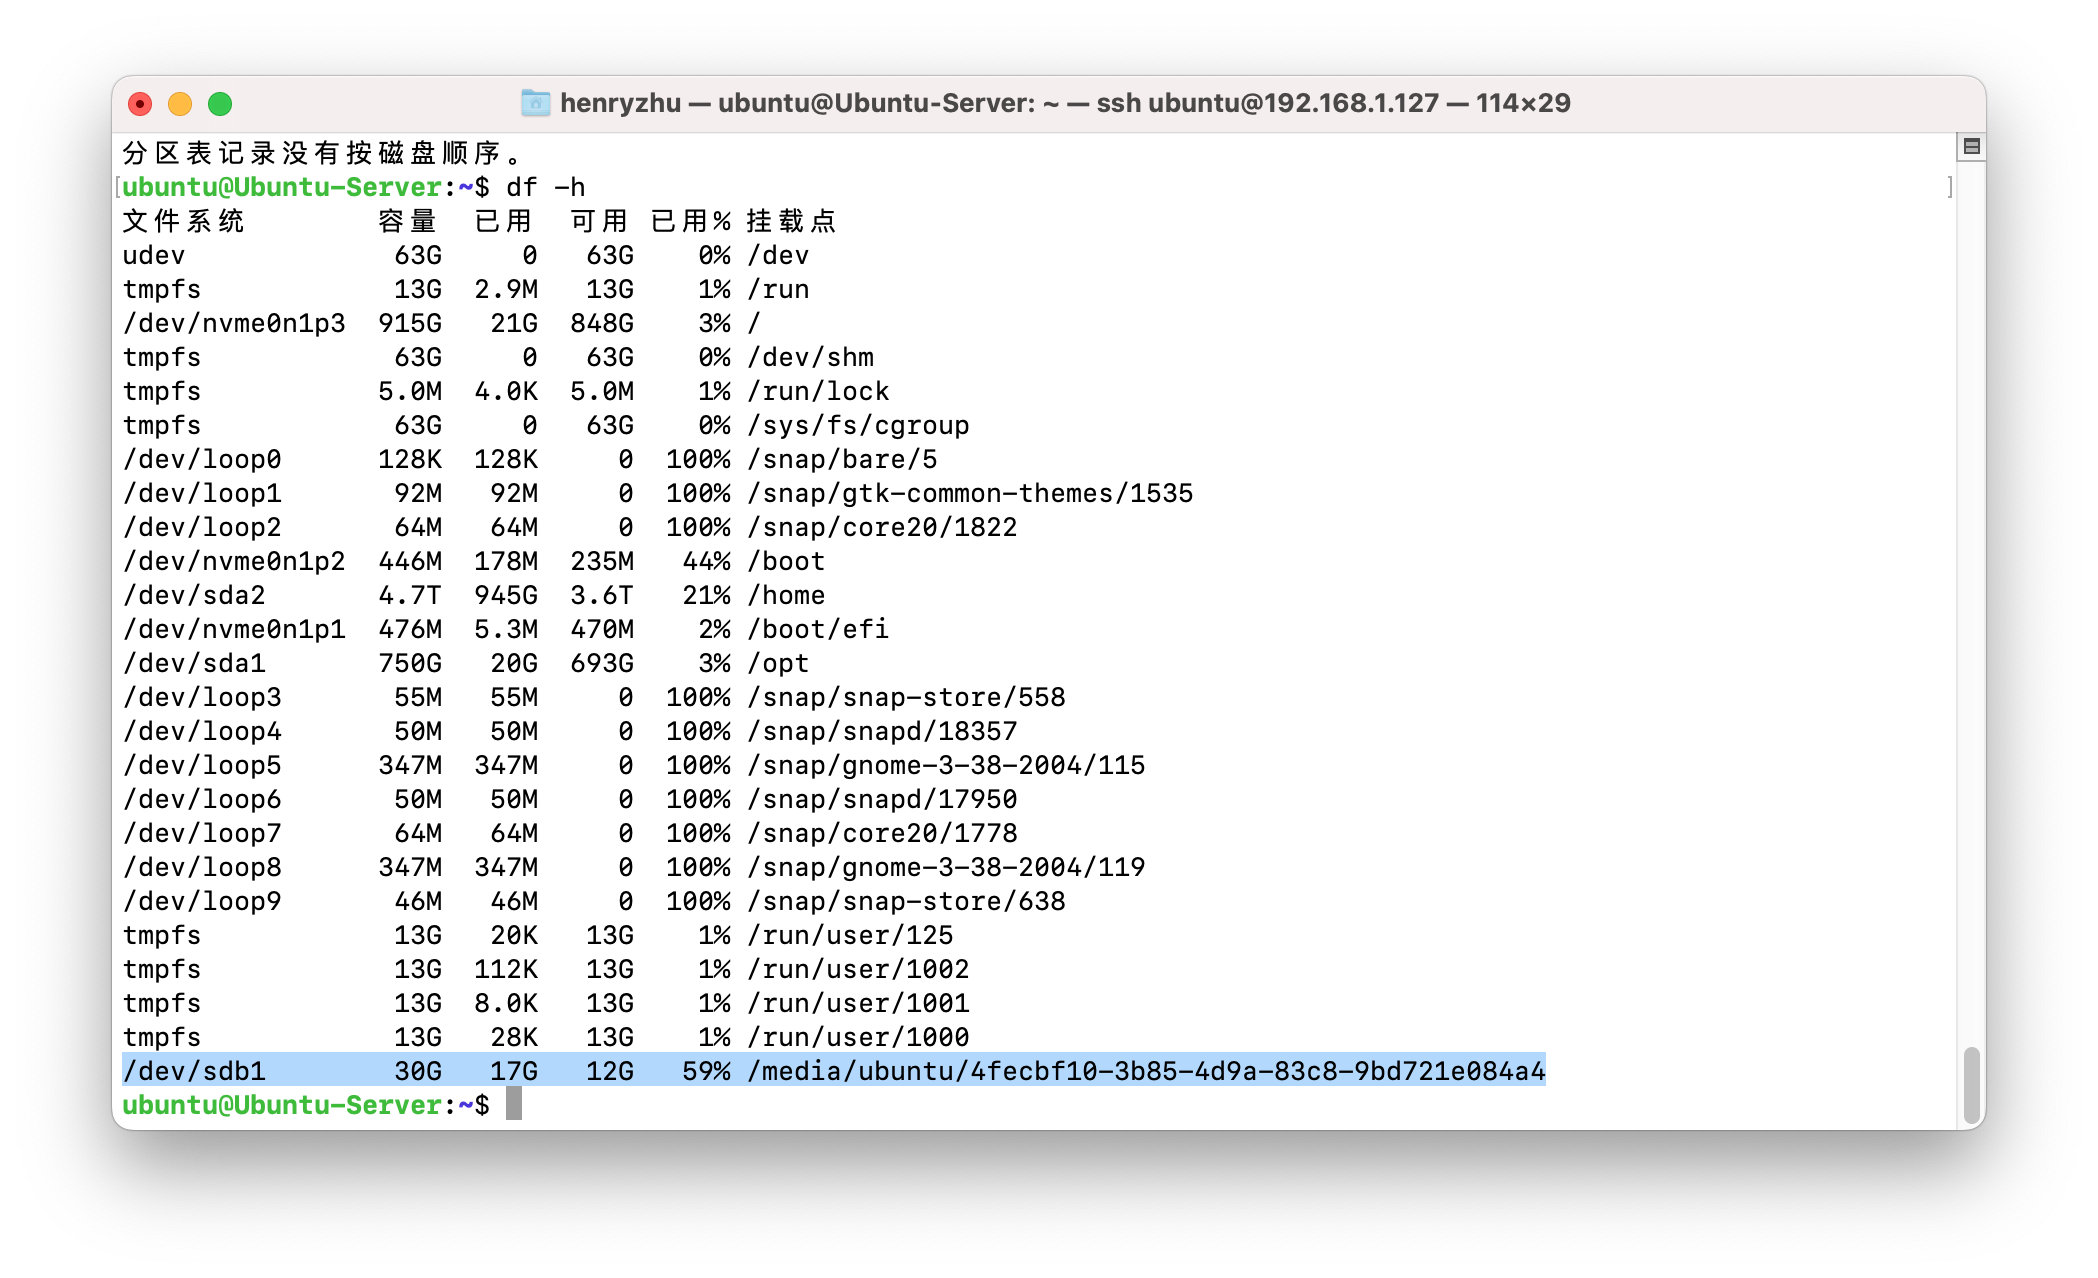 henryzhu — ubuntu@Ubuntu-Server: ~ — ssh ubuntu@192.168.1.127 — 114×29
分区表记录没有按磁盘顺序。
[ubuntu@Ubuntu-Server:~$ df -h ]
文件系统 容量 已用 可用 已用% 挂载点
udev 63G 0 63G 0% /dev
tmpfs 13G 2.9M 13G 1% /run
/dev/nvme0n1p3 915G 21G 848G 3% /
tmpfs 63G 0 63G 0% /dev/shm
tmpfs 5.0M 4.0K 5.0M 1% /run/lock
tmpfs 63G 0 63G 0% /sys/fs/cgroup
/dev/loop0 128K 128K 0 100% /snap/bare/5
/dev/loop1 92M 92M 0 100% /snap/gtk-common-themes/1535
/dev/loop2 64M 64M 0 100% /snap/core20/1822
/dev/nvme0n1p2 446M 178M 235M 44% /boot
/dev/sda2 4.7T 945G 3.6T 21% /home
/dev/nvme0n1p1 476M 5.3M 470M 2% /boot/efi
/dev/sda1 750G 20G 693G 3% /opt
/dev/loop3 55M 55M 0 100% /snap/snap-store/558
/dev/loop4 50M 50M 0 100% /snap/snapd/18357
/dev/loop5 347M 347M 0 100% /snap/gnome-3-38-2004/115
/dev/loop6 50M 50M 0 100% /snap/snapd/17950
/dev/loop7 64M 64M 0 100% /snap/core20/1778
/dev/loop8 347M 347M 0 100% /snap/gnome-3-38-2004/119
/dev/loop9 46M 46M 0 100% /snap/snap-store/638
tmpfs 13G 20K 13G 1% /run/user/125
tmpfs 13G 112K 13G 1% /run/user/1002
tmpfs 13G 8.0K 13G 1% /run/user/1001
tmpfs 13G 28K 13G 1% /run/user/1000
/dev/sdb1 30G 17G 12G 59% /media/ubuntu/4fecbf10-3b85-4d9a-83c8-9bd721e084a4
ubuntu@Ubuntu-Server:~$